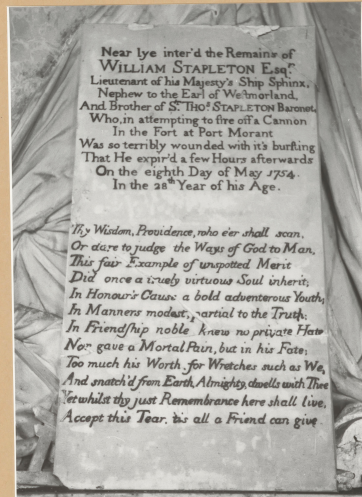 Near lye inter'd the Remains of
WILLIAM STAPLETON Esqr.
Lieutenant of his Majesty's Ship Sphinx,
Nephew to the Earl of Westmorland,
And Brother of Sr. Thos. STAPLETON Baronet,
Who, in attempting to fire off a Cannon
In the Fort at Port Morant
Was so terribly wounded with it's bursting
That He expir'd a few Hours afterwards
On the eighth Day of May 1754.
In the 28th Year of his Age.
Thy Wisdom, Providence, who e'er shall scan,
Or dare to judge the Ways of God to Man,
This fair Example of unspotted Merit
Did once a truely virtuous Soul inherit;
In Honour's Cause a bold adventerous Youth;
In Manners modest, partial to the Truth;
In Friendship noble knew no private Hate
Nor gave a Mortal Pain, but in his Fate;
Too much his Worth for Wretches such as We,
And snatch'd from Earth, Almighty, dwells with Thee
Yet whilst thy just Remembrance here shall live,
Accept this Tear, tis all a Friend can give